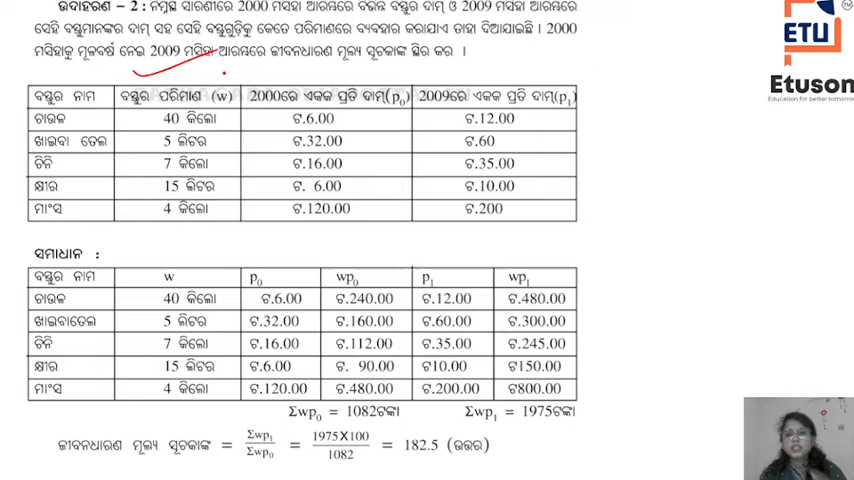 ଉଦାହରଣ – 2 : ନିମ୍ନସ୍ଥ ସାରଣୀରେ 2000 ମସିହା ଆରମ୍ଭରେ ବିଭିନ୍ନ ବସ୍ତୁର ଦାମ୍ ଓ 2009 ମସିହା ଆରମ୍ଭରେ
ସେହି ବସ୍ତୁମାନଙ୍କର ଦାମ୍ ସହ ସେହି ବସ୍ତୁଗୁଡ଼ିକୁ କେତେ ପରିମାଣରେ ବ୍ୟବହାର କରାଯାଏ ତାହା ଦିଆଯାଇଛି । 2000
ମସିହାକୁ ମୂଳବର୍ଷ ନେଇ 2009 ମସିହା ଆରମ୍ଭରେ ଜୀବନଧାରଣ ମୂଲ୍ୟ ସୂଚକାଙ୍କ ସ୍ଥିର କର ।
ETU
TM
Etuson
Education for better tomorrow
ବସ୍ତୁର ନାମ ବସ୍ତୁର ପରିମାଣ (w) 2000ରେ ଏକକ ପ୍ରତି ଦାମ୍(p₀) 2009ରେ ଏକକ ପ୍ରତି ଦାମ୍(p₁)
ଚାଉଳ 40 କିଲୋ ଟ.6.00 ଟ.12.00
ଖାଇବା ତେଲ 5 ଲିଟର ଟ.32.00 ଟ.60
ଚିନି 7 କିଲୋ ଟ.16.00 ଟ.35.00
କ୍ଷୀର 15 ଲିଟର ଟ. 6.00 ଟ.10.00
ମାଂସ 4 କିଲୋ ଟ.120.00 ଟ.200
ସମାଧାନ :
ବସ୍ତୁର ନାମ w p₀ wp₀ p₁ wp₁
ଚାଉଳ 40 କିଲୋ ଟ.6.00 ଟ.240.00 ଟ.12.00 ଟ.480.00
ଖାଇବାତେଲ 5 ଲିଟର ଟ.32.00 ଟ.160.00 ଟ.60.00 ଟ.300.00
ଚିନି 7 କିଲୋ ଟ.16.00 ଟ.112.00 ଟ.35.00 ଟ.245.00
କ୍ଷୀର 15 ଲିଟର ଟ.6.00 ଟ. 90.00 ଟ10.00 ଟ150.00
ମାଂସ 4 କିଲୋ ଟ.120.00 ଟ.480.00 ଟ.200.00 ଟ800.00
Σwp₀ = 1082ଟଙ୍କା Σwp₁ = 1975ଟଙ୍କା
ଜୀବନଧାରଣ ମୂଲ୍ୟ ସୂଚକାଙ୍କ = Σwp₁/Σwp₀ = 1975X100/1082 = 182.5 (ଉତ୍ତର)